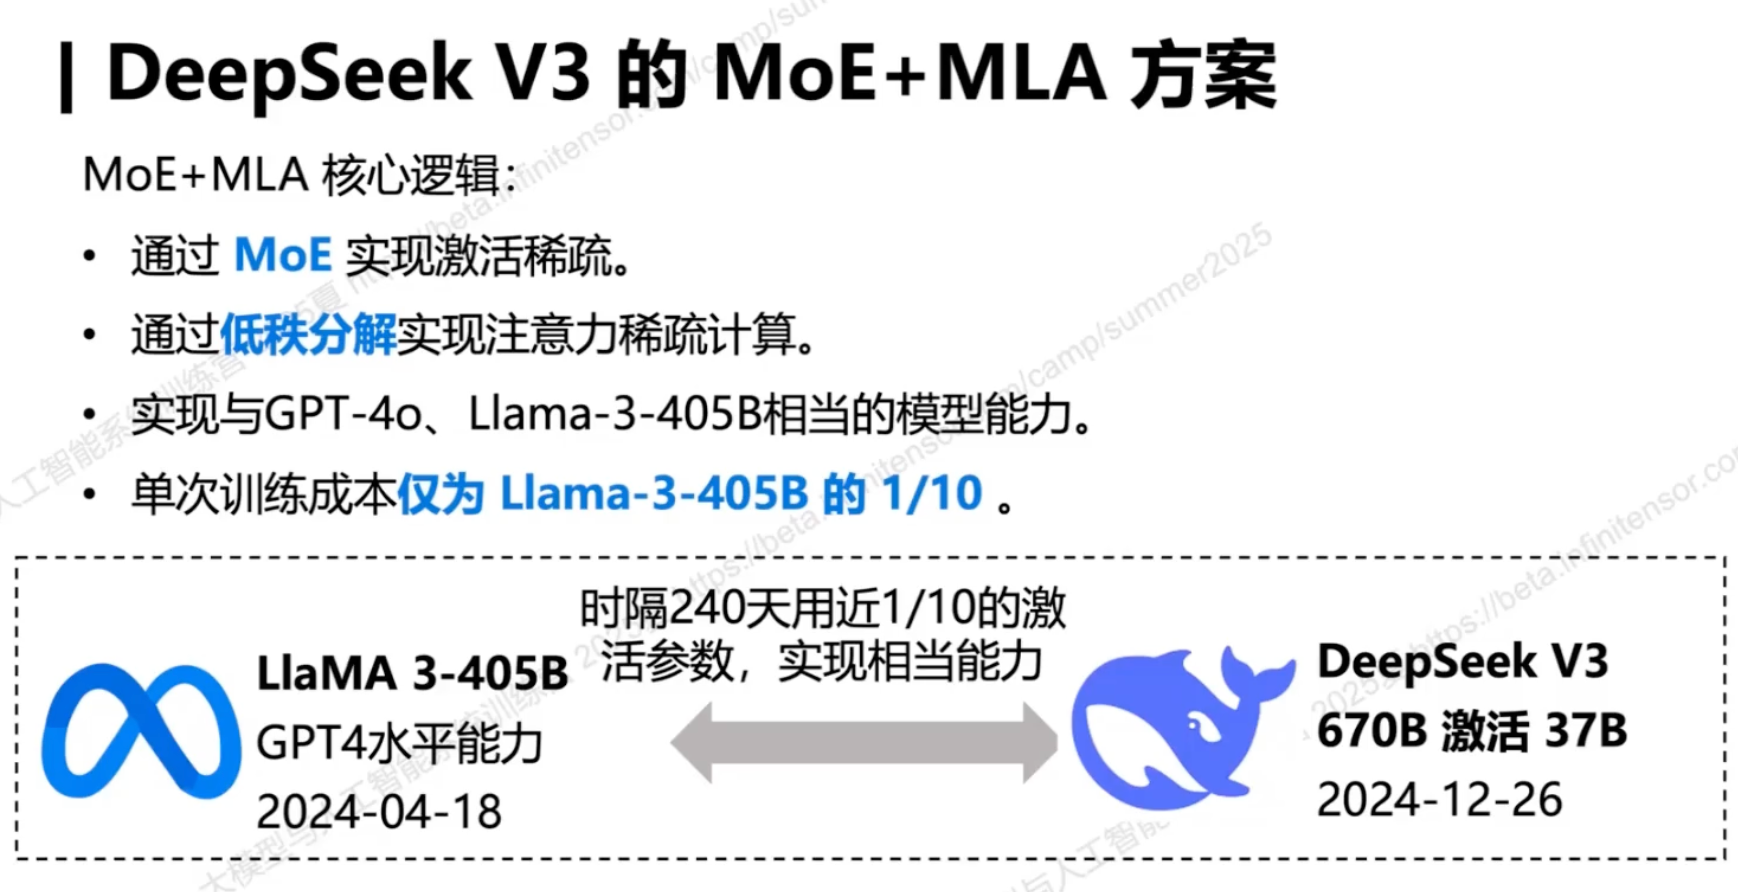 | DeepSeek V3 的 MoE+MLA 方案
MoE+MLA 核心逻辑：
• 通过 MoE 实现激活稀疏。
• 通过低秩分解实现注意力稀疏计算。
• 实现与GPT-4o、Llama-3-405B相当的模型能力。
• 单次训练成本仅为 Llama-3-405B 的 1/10 。
时隔240天用近1/10的激
活参数，实现相当能力
LlaMA 3-405B
GPT4水平能力
2024-04-18
DeepSeek V3
670B 激活 37B
2024-12-26